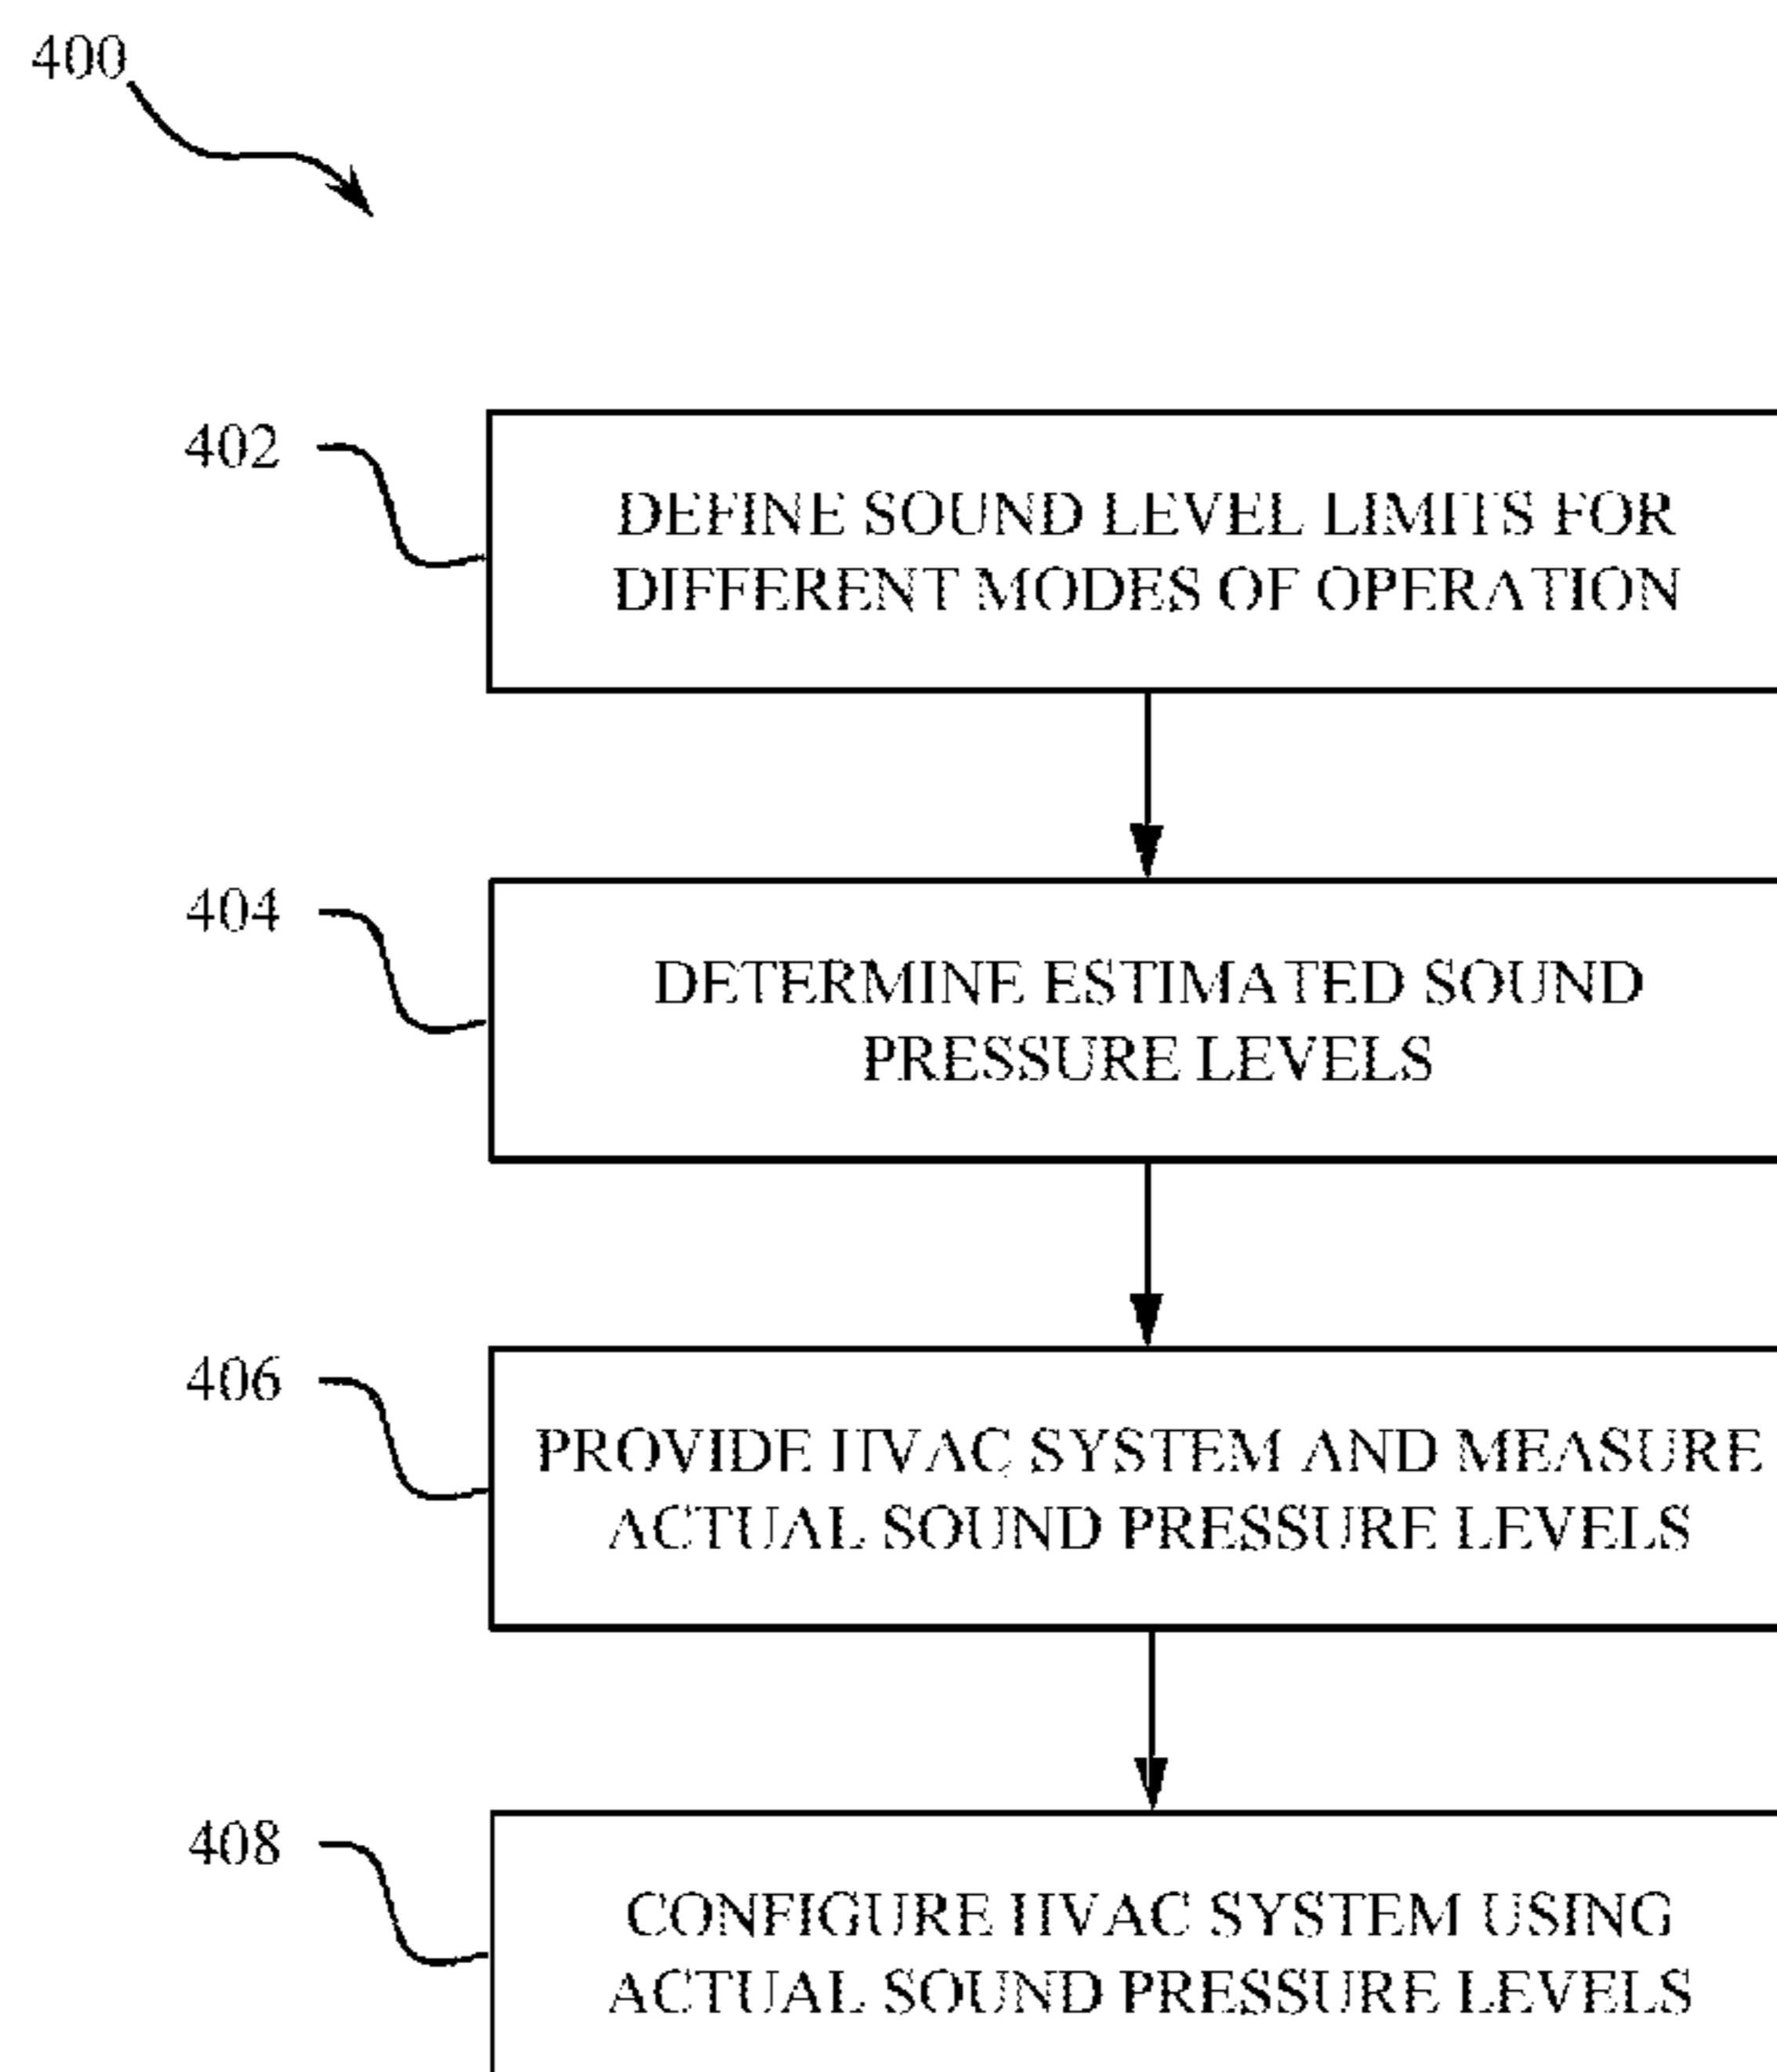 400
402
DEFINE SOUND LEVEL LIMITS FOR
DIFFERENT MODES OF OPERATION
404
DETERMINE ESTIMATED SOUND
PRESSURE LEVELS
406
PROVIDE HVAC SYSTEM AND MEASURE
ACTUAL SOUND PRESSURE LEVELS
408
CONFIGURE HVAC SYSTEM USING
ACTUAL SOUND PRESSURE LEVELS